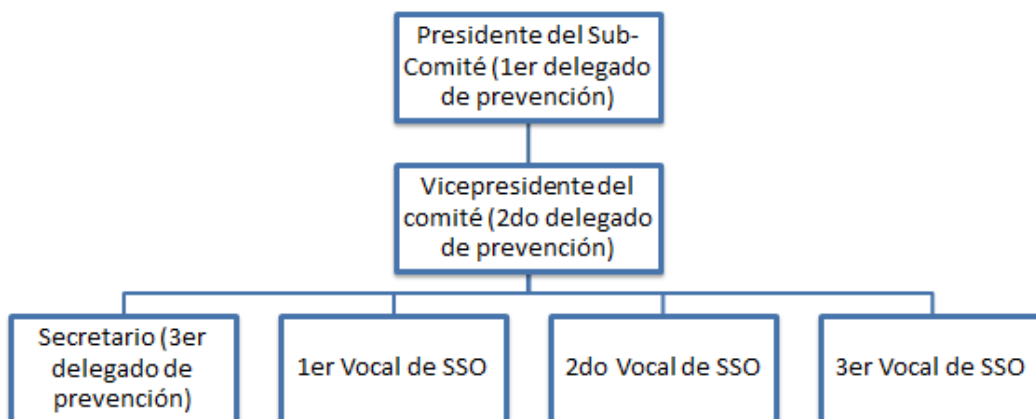 Presidente del Sub-
Comité (1er delegado
de prevención)
Vicepresidente del
comité (2do delegado
de prevención)
Secretario (3er
delegado de
prevención)
1er Vocal de SSO
2do Vocal de SSO
3er Vocal de SSO